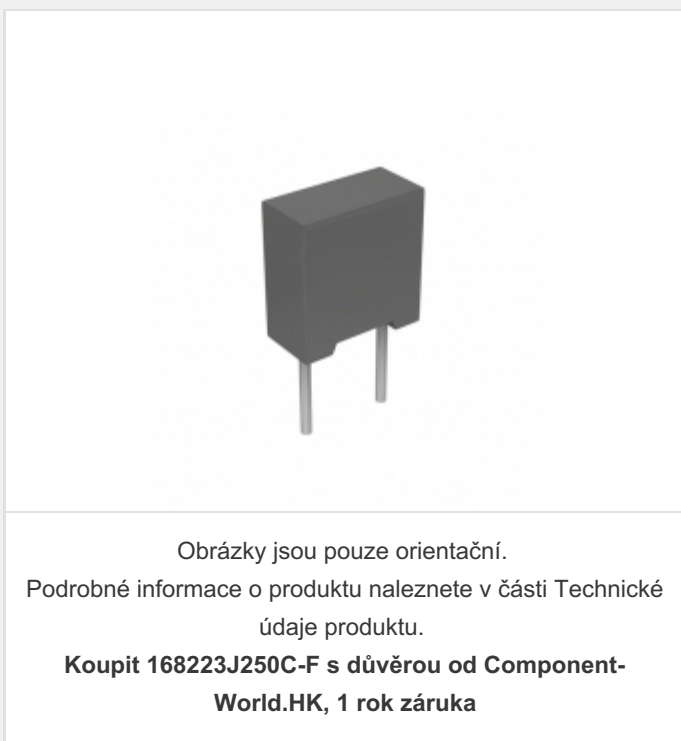 Obrázky jsou pouze orientační.
Podrobné informace o produktu naleznete v části Technické
údaje produktu.
Koupit 168223J250C-F s důvěrou od Component-
World.HK, 1 rok záruka